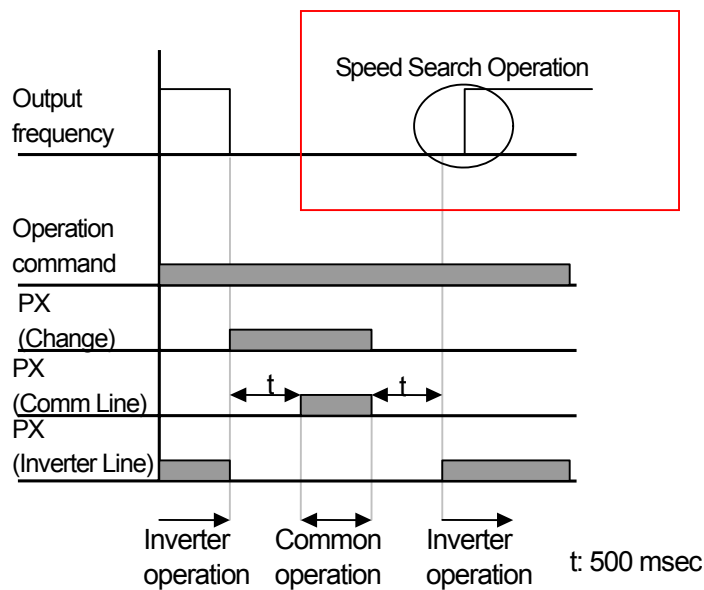 Speed Search Operation
Output
frequency
Operation
command
PX
(Change)
PX
(Comm Line)
t
t
PX
(Inverter Line)
Inverter
operation
Common
operation
Inverter
operation
t: 500 msec